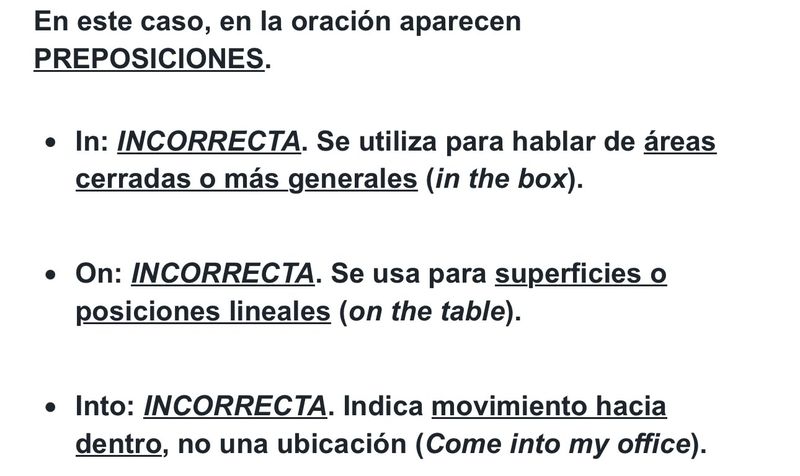 En este caso, en la oración aparecen
PREPOSICIONES.
• In: INCORRECTA. Se utiliza para hablar de áreas
cerradas o más generales (in the box).
• On: INCORRECTA. Se usa para superficies o
posiciones lineales (on the table).
• Into: INCORRECTA. Indica movimiento hacia
dentro, no una ubicación (Come into my office).